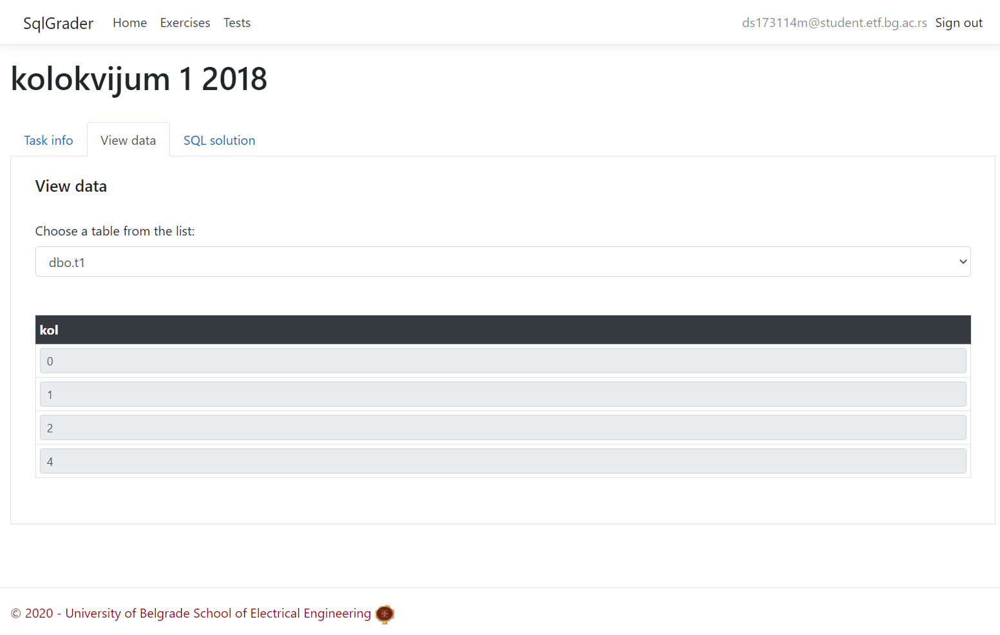 SqlGrader Home Exercises Tests ds173114m@student.etf.bg.ac.rs Sign out
kolokvijum 1 2018
Task info View data SQL solution
View data
Choose a table from the list:
dbo.t1
kol
0
1
2
4
© 2020 - University of Belgrade School of Electrical Engineering